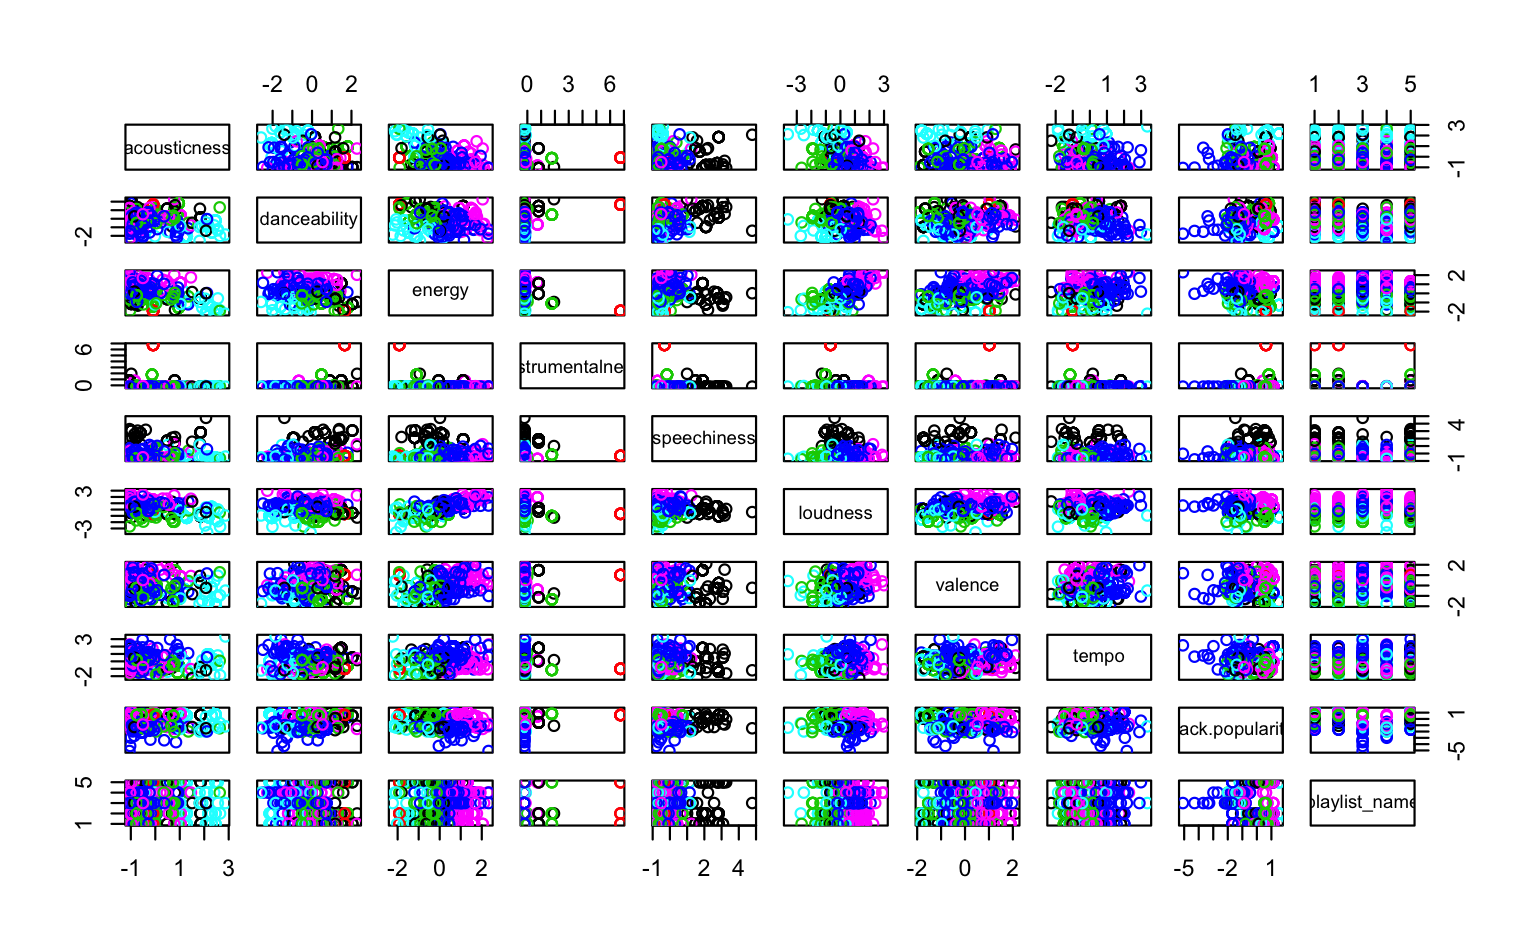 -2 0 2 0 3 6 -3 0 3 -2 1 3 1 3 5
acousticness 3 -1
-2 danceability
energy 2 -2
6 0 strumentalne
speechiness 4 -1
3 -3 loudness
valence 2 -2
3 -2 tempo
ack.popularit 1 -5
5 1 playlist_name
-1 1 3 -2 0 2 -1 2 4 -2 0 2 -5 -2 1